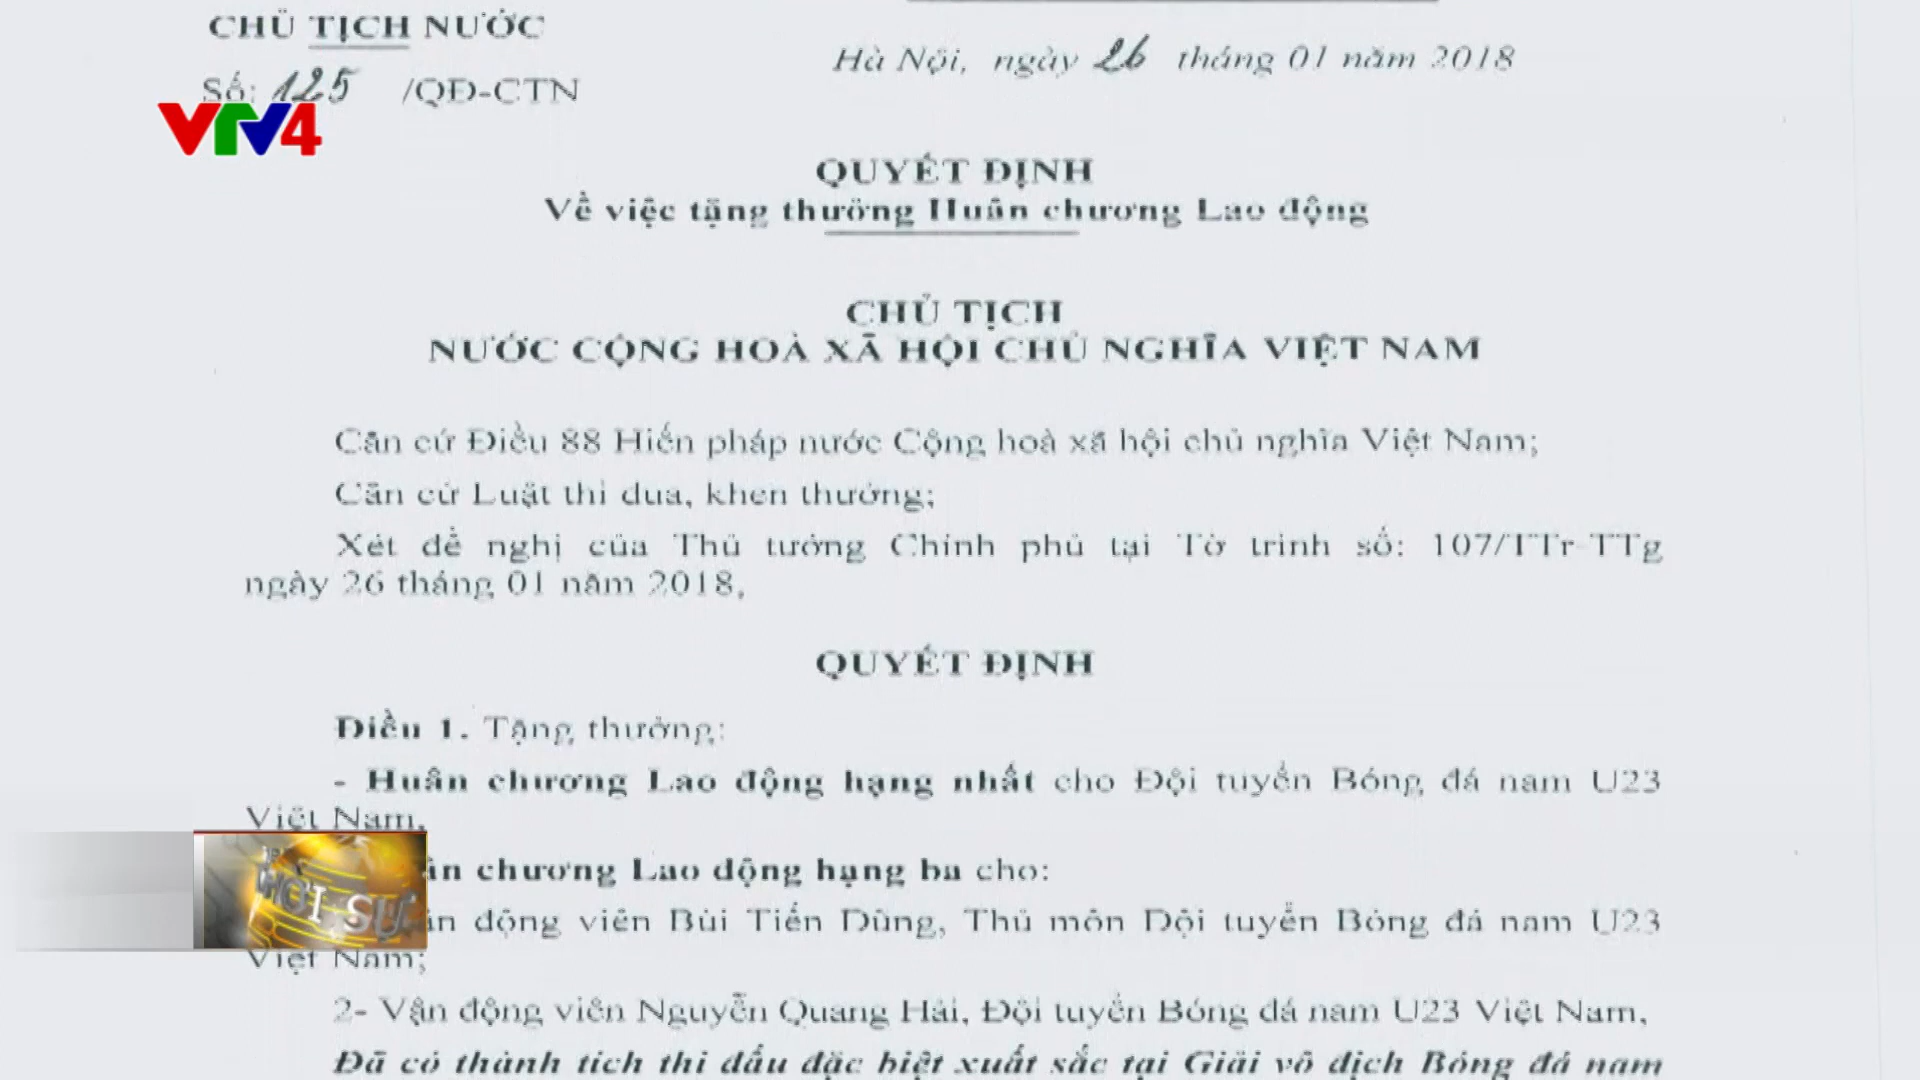 CHỦ TỊCH NƯỚC
Số: 125 /QĐ-CTN
Hà Nội, ngày 26 tháng 01 năm 2018
VTV4
QUYẾT ĐỊNH
Về việc tặng thưởng Huân chương Lao động
CHỦ TỊCH
NƯỚC CỘNG HOÀ XÃ HỘI CHỦ NGHĨA VIỆT NAM
Căn cứ Điều 88 Hiến pháp nước Cộng hoà xã hội chủ nghĩa Việt Nam;
Căn cứ Luật thi đua, khen thưởng;
Xét đề nghị của Thủ tướng Chính phủ tại Tờ trình số: 107/TTr-TTg
ngày 26 tháng 01 năm 2018,
QUYẾT ĐỊNH
Điều 1. Tặng thưởng:
- Huân chương Lao động hạng nhất cho Đội tuyển Bóng đá nam U23
Việt Nam,
chương Lao động hạng ba cho:
động viên Bùi Tiến Dũng, Thủ môn Đội tuyển Bóng đá nam U23
Việt Nam;
THỜI SỰ
2- Vận động viên Nguyễn Quang Hải, Đội tuyển Bóng đá nam U23 Việt Nam,
Đã có thành tích thi đấu đặc biệt xuất sắc tại Giải vô địch Bóng đá nam